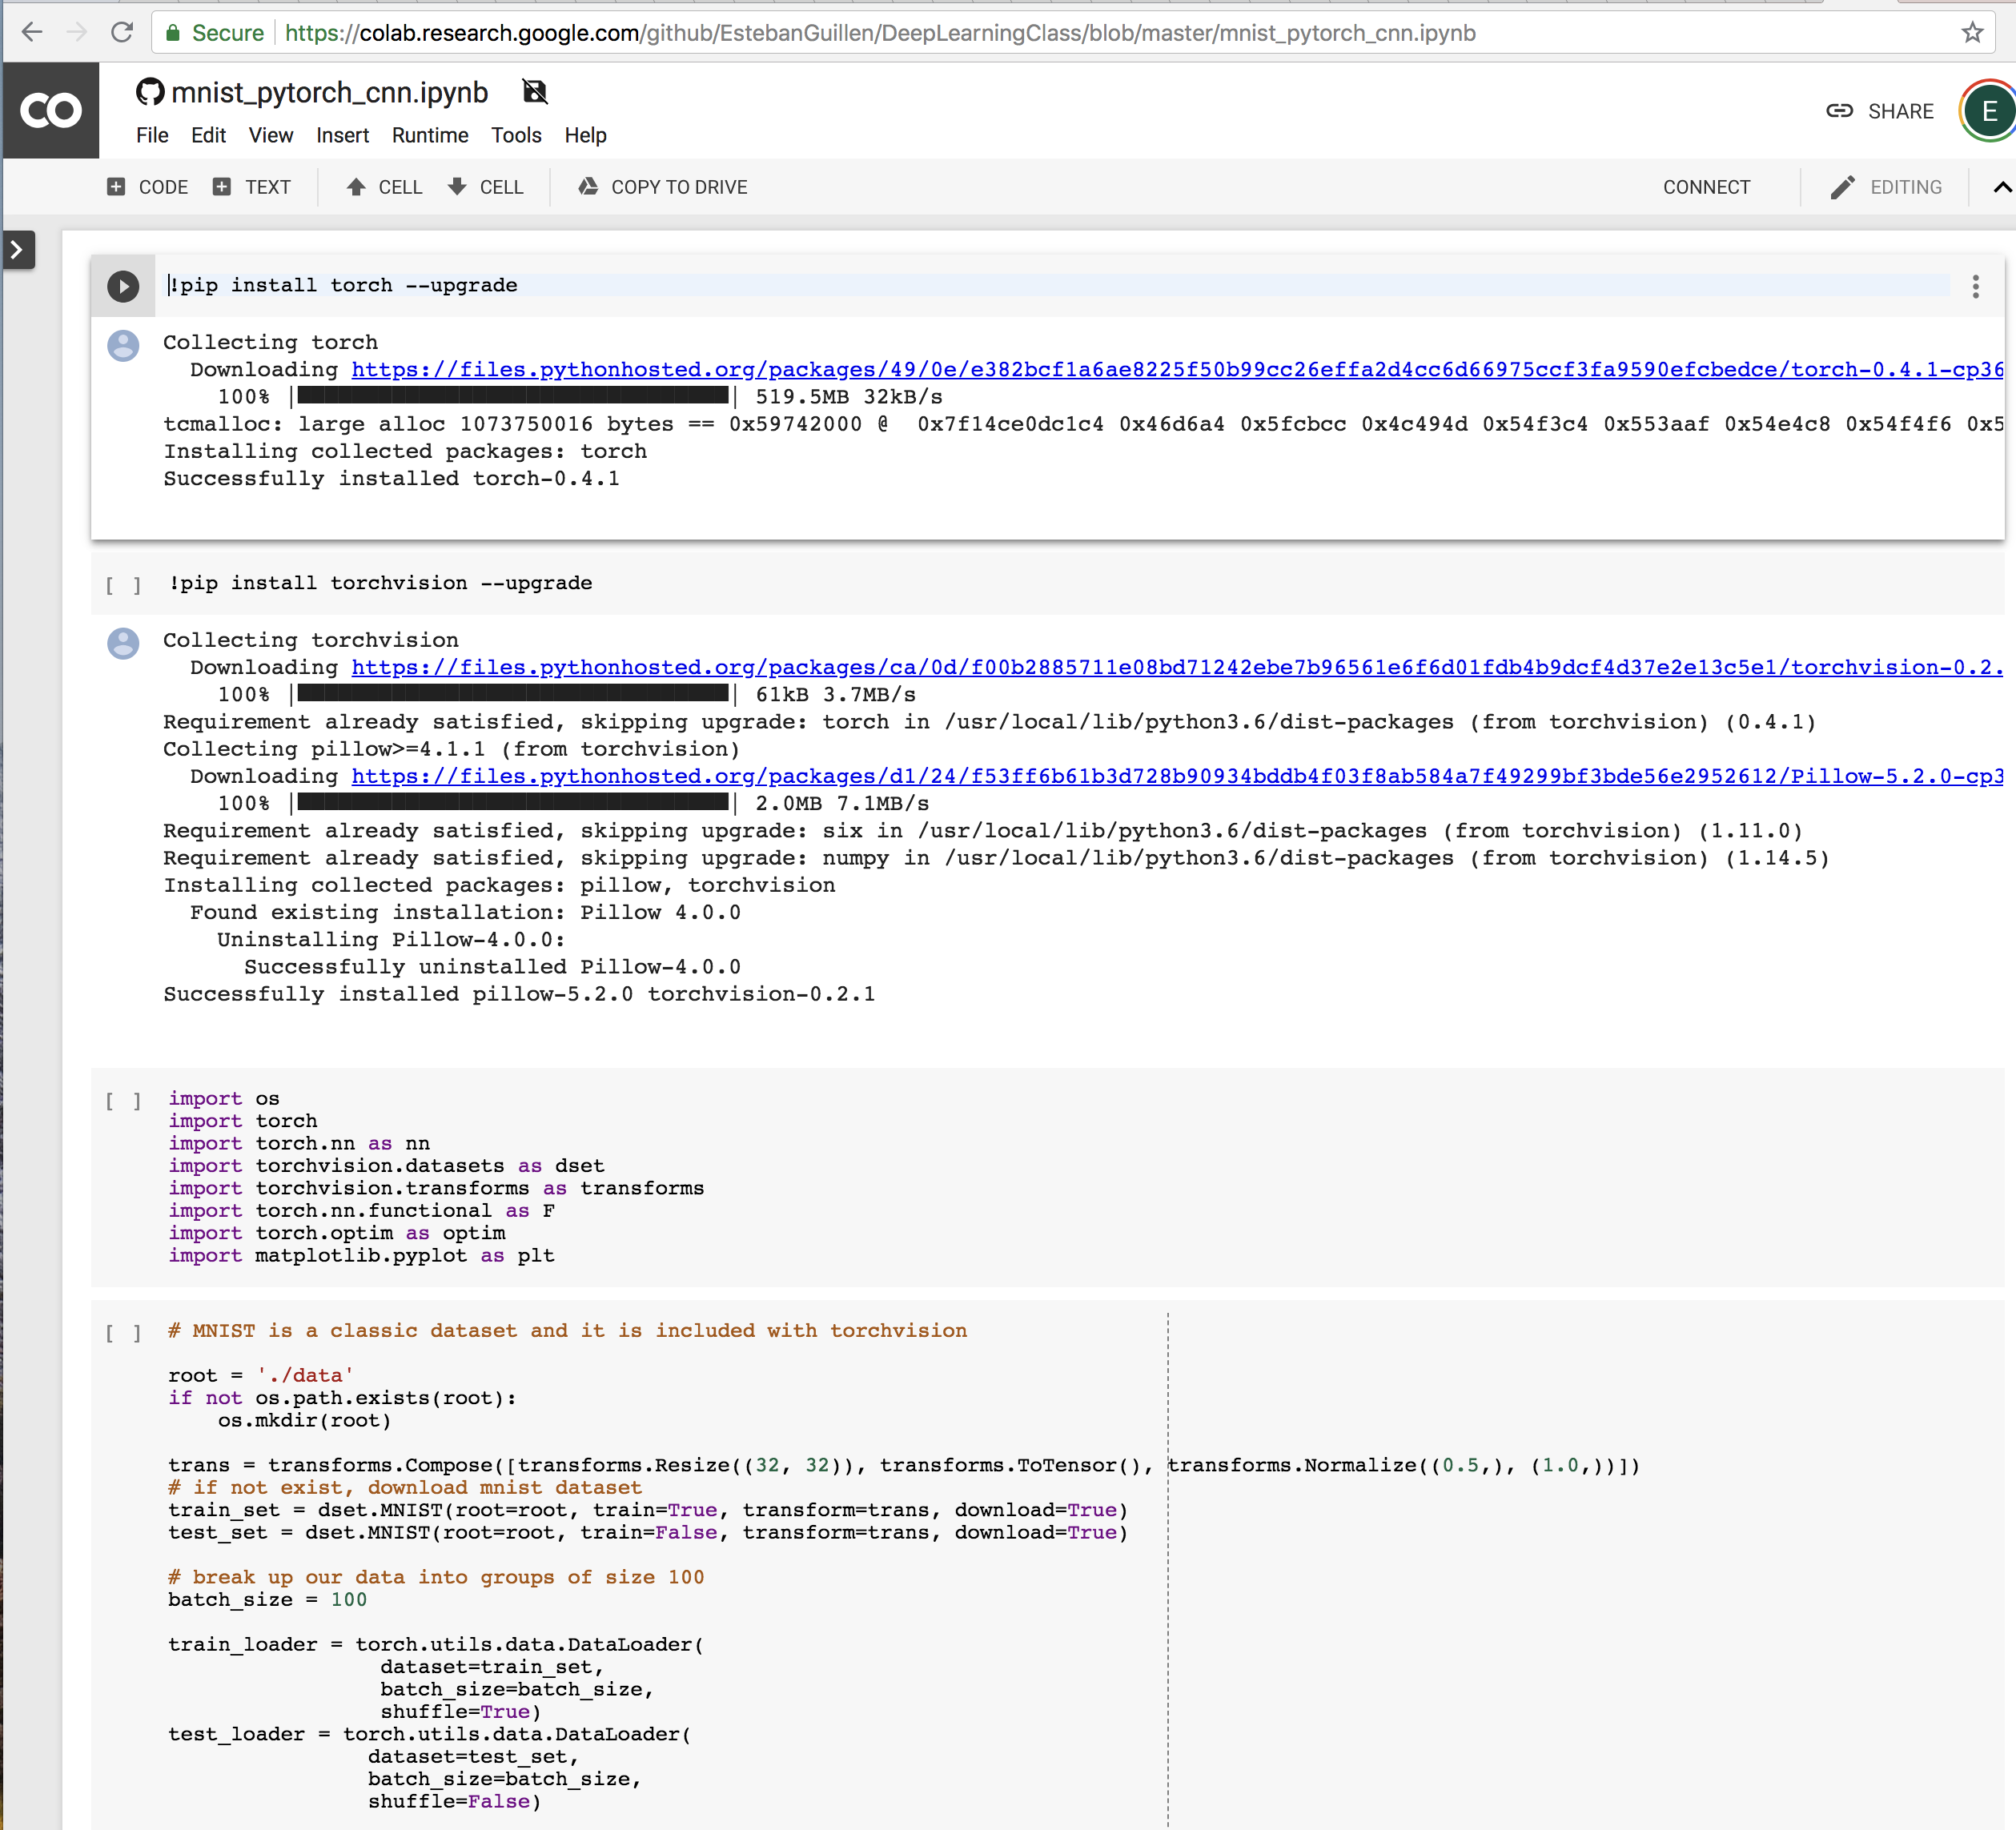 Secure https://colab.research.google.com/github/EstebanGuillen/DeepLearningClass/blob/master/mnist_pytorch_cnn.ipynb
CO
mnist_pytorch_cnn.ipynb
SHARE
E
File Edit View Insert Runtime Tools Help
CODE TEXT CELL CELL COPY TO DRIVE CONNECT EDITING
!pip install torch --upgrade
Collecting torch
Downloading https://files.pythonhosted.org/packages/49/0e/e382bcf1a6ae8225f50b99cc26effa2d4cc6d66975ccf3fa9590efcbedce/torch-0.4.1-cp36
100% || 519.5MB 32kB/s
tcmalloc: large alloc 1073750016 bytes == 0x59742000 @ 0x7f14ce0dc1c4 0x46d6a4 0x5fcbcc 0x4c494d 0x54f3c4 0x553aaf 0x54e4c8 0x54f4f6 0x5
Installing collected packages: torch
Successfully installed torch-0.4.1
[ ] !pip install torchvision --upgrade
Collecting torchvision
Downloading https://files.pythonhosted.org/packages/ca/0d/f00b2885711e08bd71242ebe7b96561e6f6d01fdb4b9dcf4d37e2e13c5e1/torchvision-0.2.
100% || 61kB 3.7MB/s
Requirement already satisfied, skipping upgrade: torch in /usr/local/lib/python3.6/dist-packages (from torchvision) (0.4.1)
Collecting pillow>=4.1.1 (from torchvision)
Downloading https://files.pythonhosted.org/packages/d1/24/f53ff6b61b3d728b90934bddb4f03f8ab584a7f49299bf3bde56e2952612/Pillow-5.2.0-cp3
100% || 2.0MB 7.1MB/s
Requirement already satisfied, skipping upgrade: six in /usr/local/lib/python3.6/dist-packages (from torchvision) (1.11.0)
Requirement already satisfied, skipping upgrade: numpy in /usr/local/lib/python3.6/dist-packages (from torchvision) (1.14.5)
Installing collected packages: pillow, torchvision
Found existing installation: Pillow 4.0.0
Uninstalling Pillow-4.0.0:
Successfully uninstalled Pillow-4.0.0
Successfully installed pillow-5.2.0 torchvision-0.2.1
[ ] import os
import torch
import torch.nn as nn
import torchvision.datasets as dset
import torchvision.transforms as transforms
import torch.nn.functional as F
import torch.optim as optim
import matplotlib.pyplot as plt
[ ] # MNIST is a classic dataset and it is included with torchvision
root = './data'
if not os.path.exists(root):
os.mkdir(root)
trans = transforms.Compose([transforms.Resize((32, 32)), transforms.ToTensor(), transforms.Normalize((0.5,), (1.0,))])
# if not exist, download mnist dataset
train_set = dset.MNIST(root=root, train=True, transform=trans, download=True)
test_set = dset.MNIST(root=root, train=False, transform=trans, download=True)
# break up our data into groups of size 100
batch_size = 100
train_loader = torch.utils.data.DataLoader(
dataset=train_set,
batch_size=batch_size,
shuffle=True)
test_loader = torch.utils.data.DataLoader(
dataset=test_set,
batch_size=batch_size,
shuffle=False)